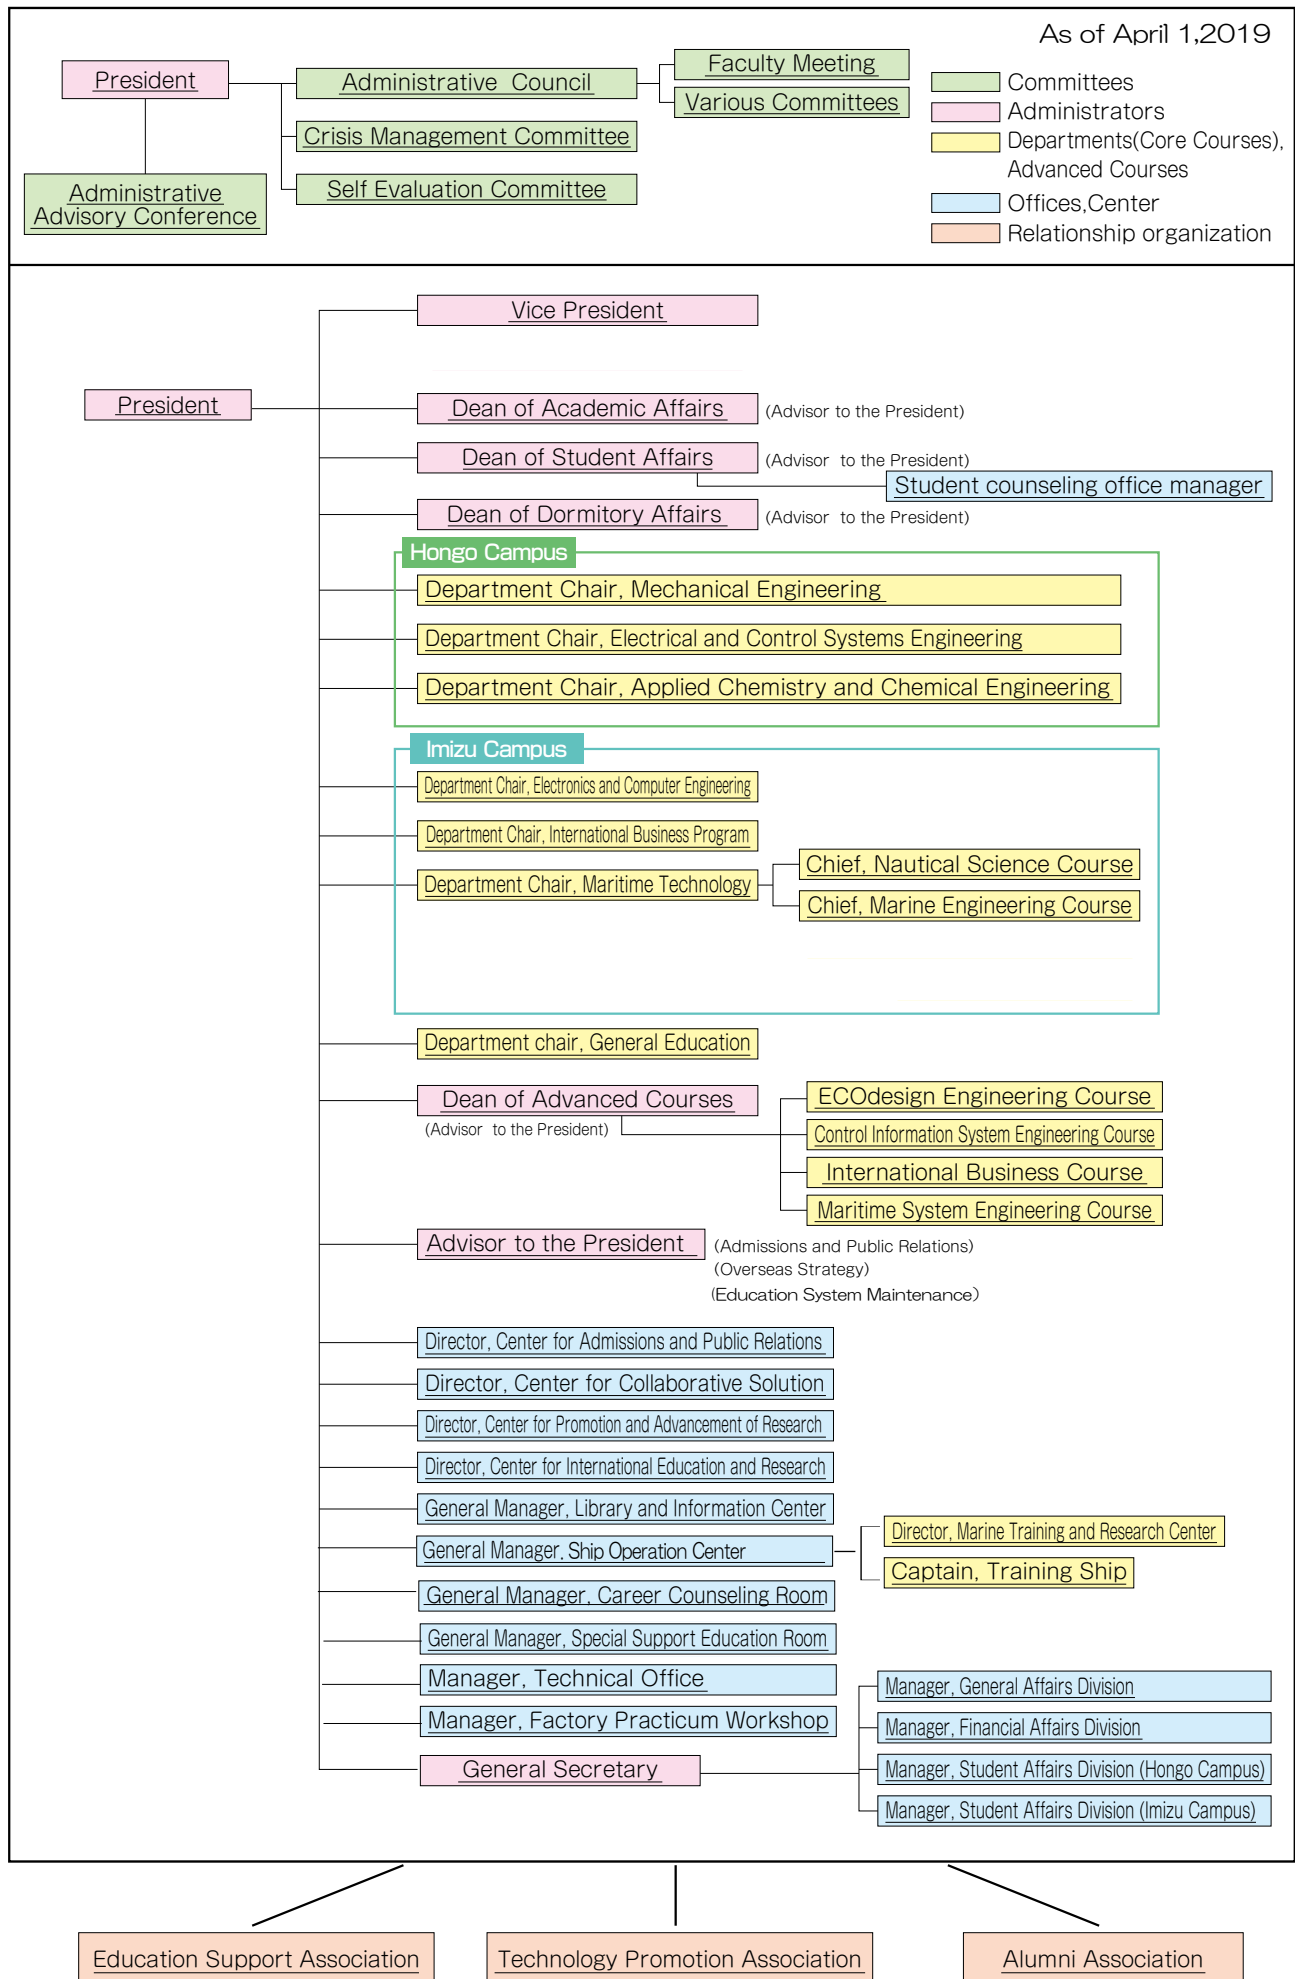 As of April 1,2019
President
Administrative Council
Faculty Meeting
Various Committees
Crisis Management Committee
Self Evaluation Committee
Administrative
Advisory Conference
Committees
Administrators
Departments(Core Courses),
Advanced Courses
Offices,Center
Relationship organization
Vice President
President
Dean of Academic Affairs
(Advisor to the President)
Dean of Student Affairs
(Advisor to the President)
Student counseling office manager
Dean of Dormitory Affairs
(Advisor to the President)
Hongo Campus
Department Chair, Mechanical Engineering
Department Chair, Electrical and Control Systems Engineering
Department Chair, Applied Chemistry and Chemical Engineering
Imizu Campus
Department Chair, Electronics and Computer Engineering
Department Chair, International Business Program
Department Chair, Maritime Technology
Chief, Nautical Science Course
Chief, Marine Engineering Course
Department chair, General Education
Dean of Advanced Courses
(Advisor to the President)
ECOdesign Engineering Course
Control Information System Engineering Course
International Business Course
Maritime System Engineering Course
Advisor to the President
(Admissions and Public Relations)
(Overseas Strategy)
(Education System Maintenance)
Director, Center for Admissions and Public Relations
Director, Center for Collaborative Solution
Director, Center for Promotion and Advancement of Research
Director, Center for International Education and Research
General Manager, Library and Information Center
General Manager, Ship Operation Center
Director, Marine Training and Research Center
Captain, Training Ship
General Manager, Career Counseling Room
General Manager, Special Support Education Room
Manager, Technical Office
Manager, Factory Practicum Workshop
General Secretary
Manager, General Affairs Division
Manager, Financial Affairs Division
Manager, Student Affairs Division (Hongo Campus)
Manager, Student Affairs Division (Imizu Campus)
Education Support Association
Technology Promotion Association
Alumni Association